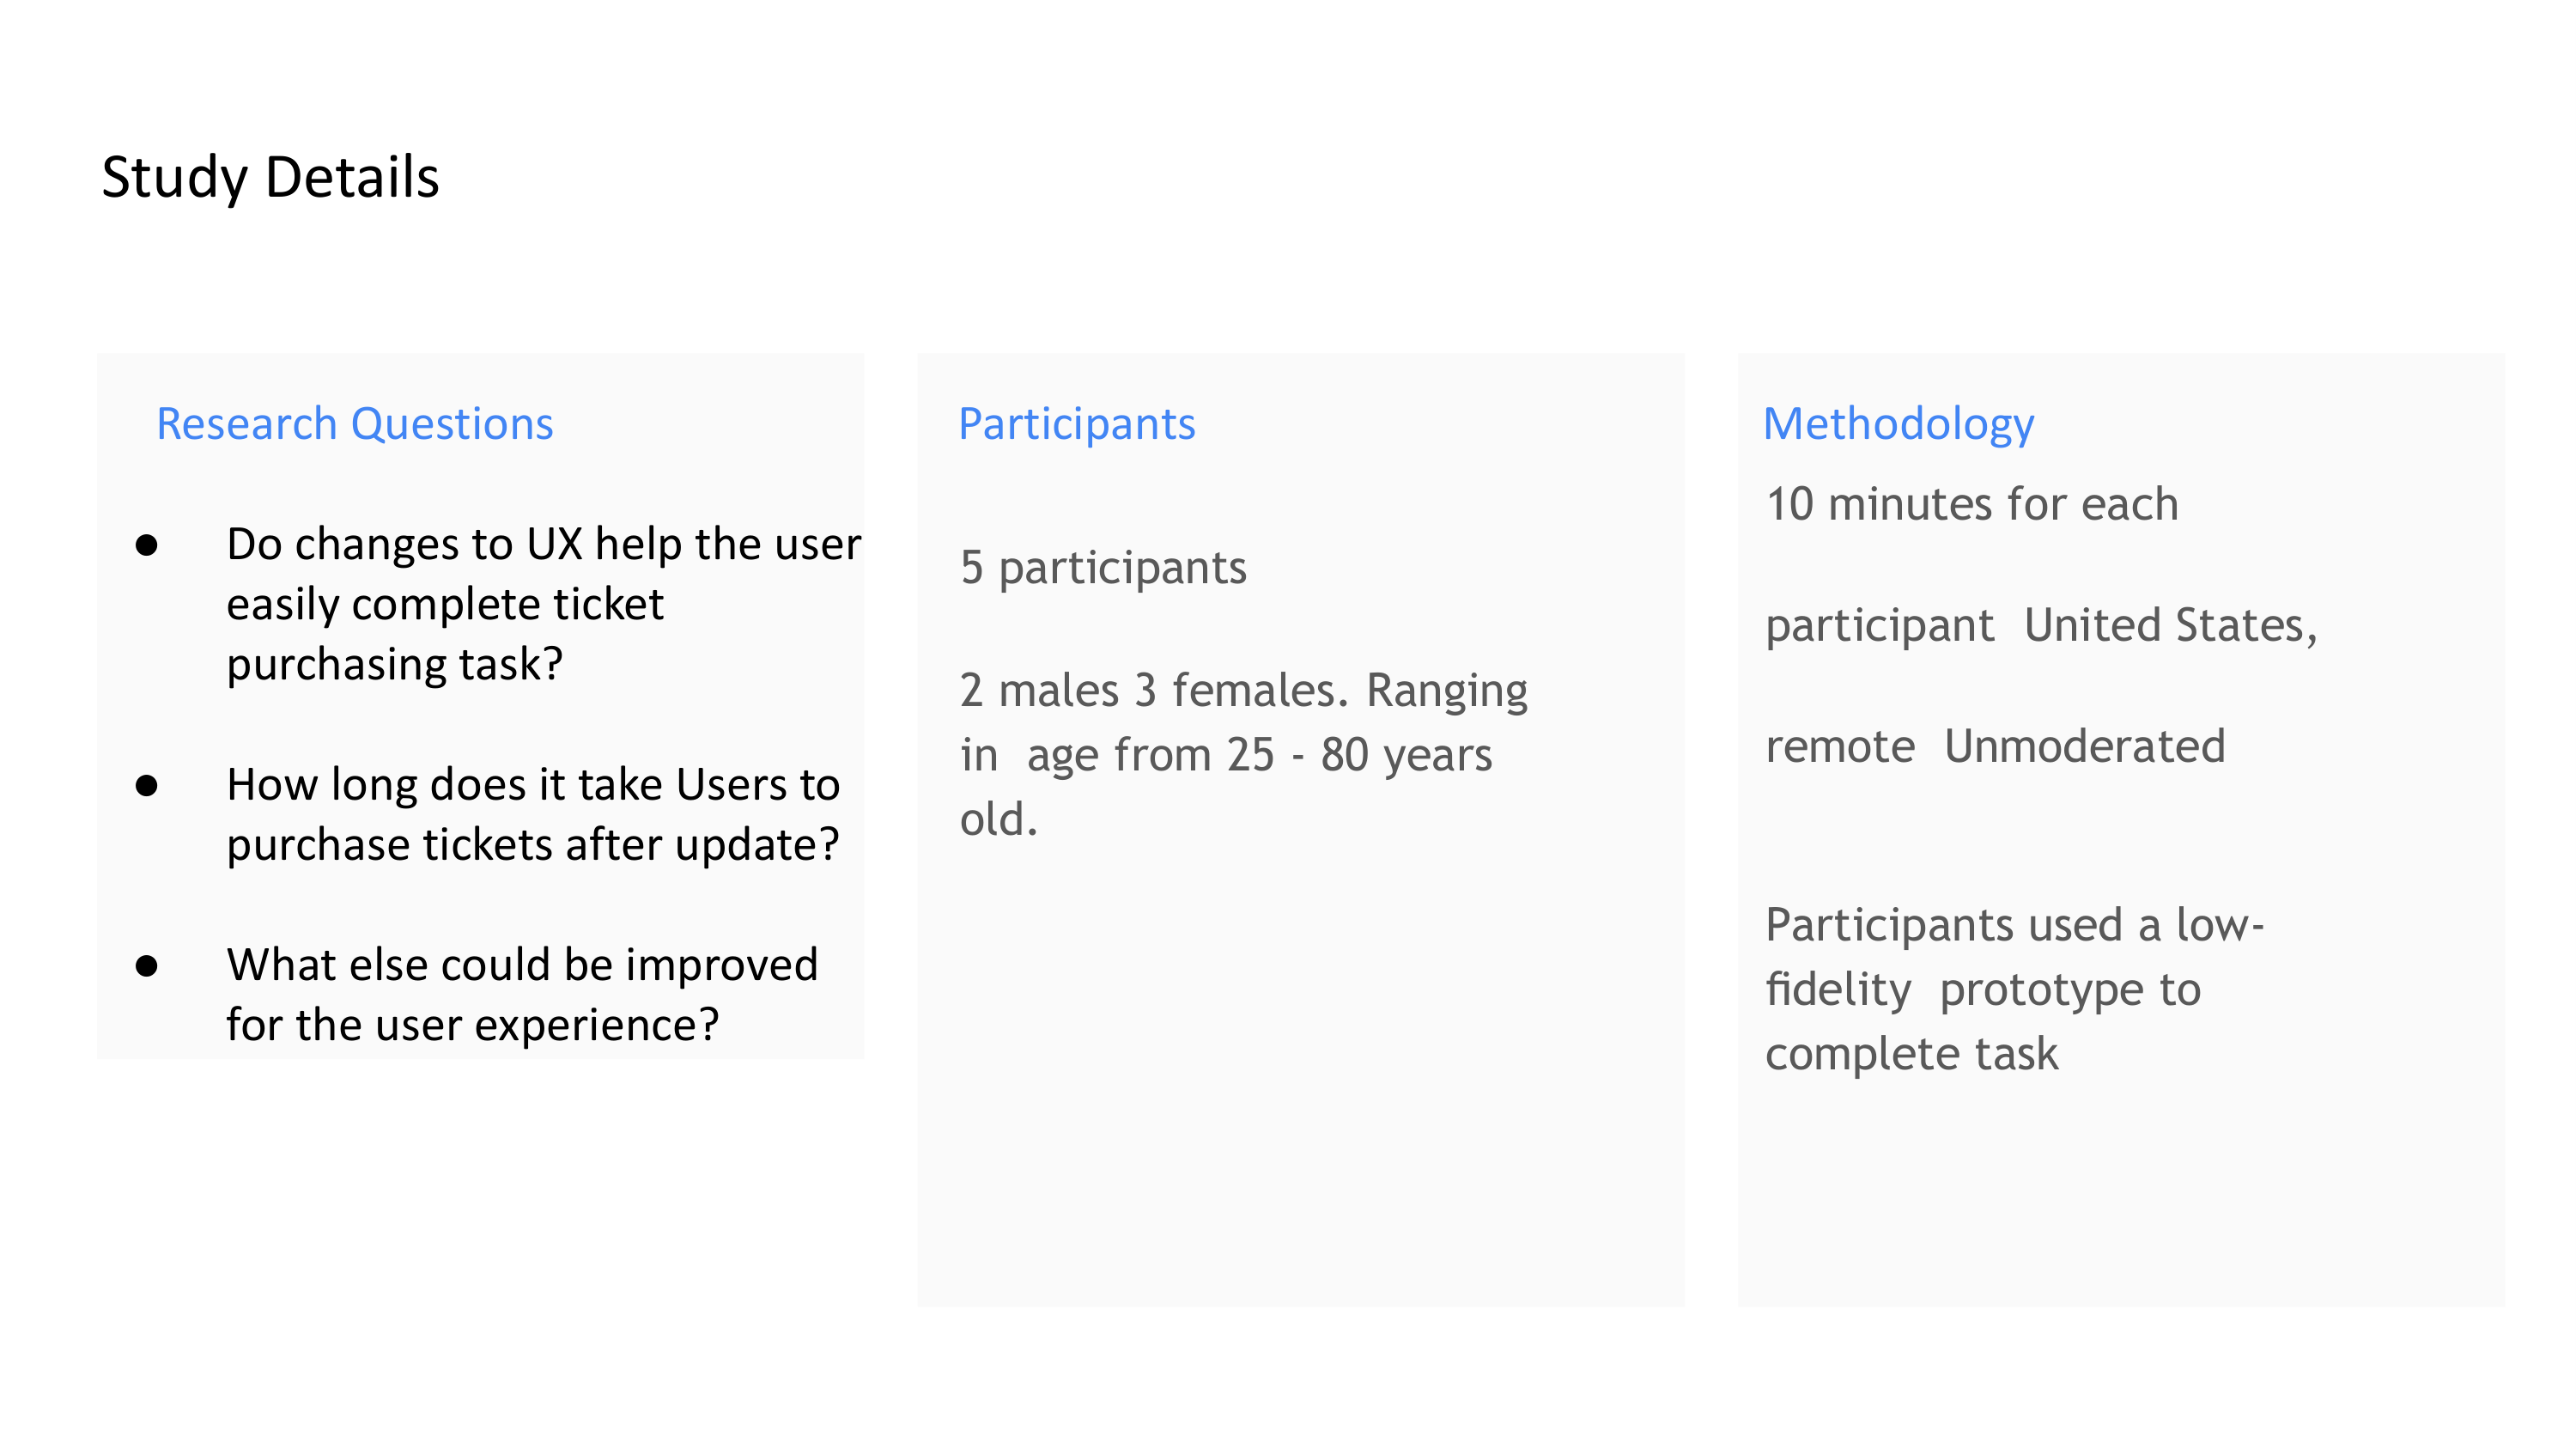 Study Details
Research Questions
● Do changes to UX help the user
easily complete ticket
purchasing task?
● How long does it take Users to
purchase tickets after update?
● What else could be improved
for the user experience?
Participants
5 participants
2 males 3 females. Ranging
in  age from 25 - 80 years
old.
Methodology
10 minutes for each
participant  United States,
remote  Unmoderated
Participants used a low-
fidelity  prototype to
complete task